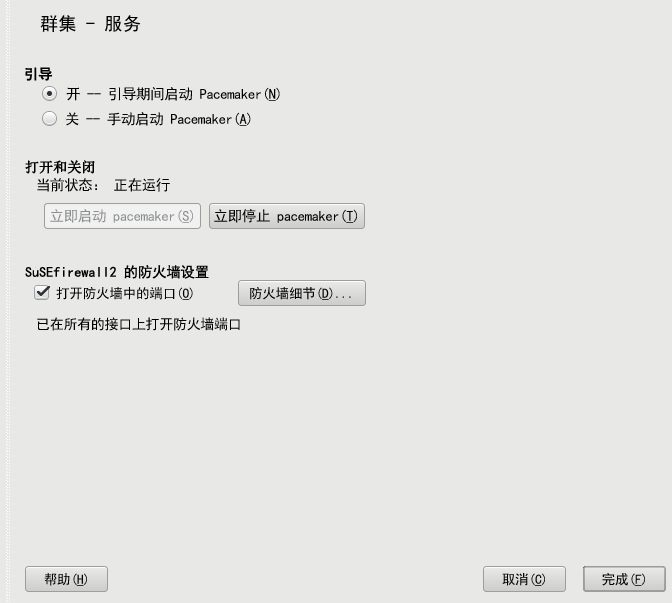 群集 - 服务
引导
开 -- 引导期间启动 Pacemaker(N)
关 -- 手动启动 Pacemaker(A)
打开和关闭
当前状态： 正在运行
立即启动 pacemaker(S) 立即停止 pacemaker(T)
SuSEfirewall2 的防火墙设置
打开防火墙中的端口(O) 防火墙细节(D)...
已在所有的接口上打开防火墙端口
帮助(H) 取消(C) 完成(F)